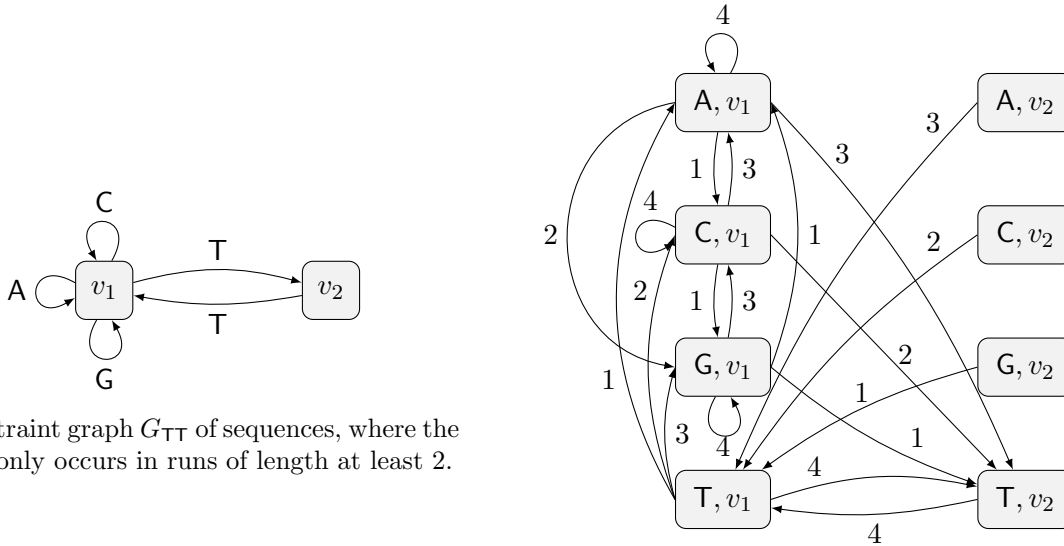 C
T
A
v₁
v₂
T
G
traint graph G_TT of sequences, where the
only occurs in runs of length at least 2.
4
A, v₁
A, v₂
3
3
1
3
4
2
C, v₁
1
2
C, v₂
2
1
3
2
G, v₁
1
G, v₂
1
3
4
1
4
T, v₁
T, v₂
4